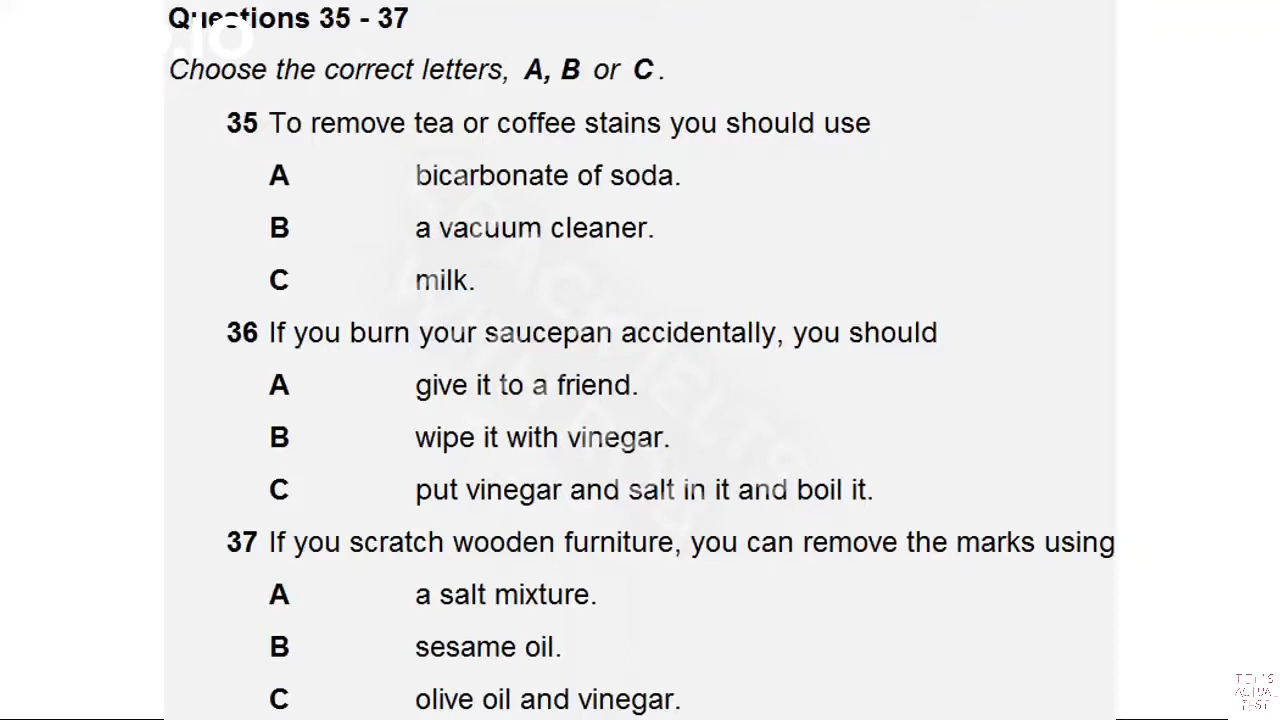 Questions 35 - 37
Choose the correct letters, A, B or C.
35 To remove tea or coffee stains you should use
A bicarbonate of soda.
B a vacuum cleaner.
C milk.
36 If you burn your saucepan accidentally, you should
A give it to a friend.
B wipe it with vinegar.
C put vinegar and salt in it and boil it.
37 If you scratch wooden furniture, you can remove the marks using
A a salt mixture.
B sesame oil.
C olive oil and vinegar.